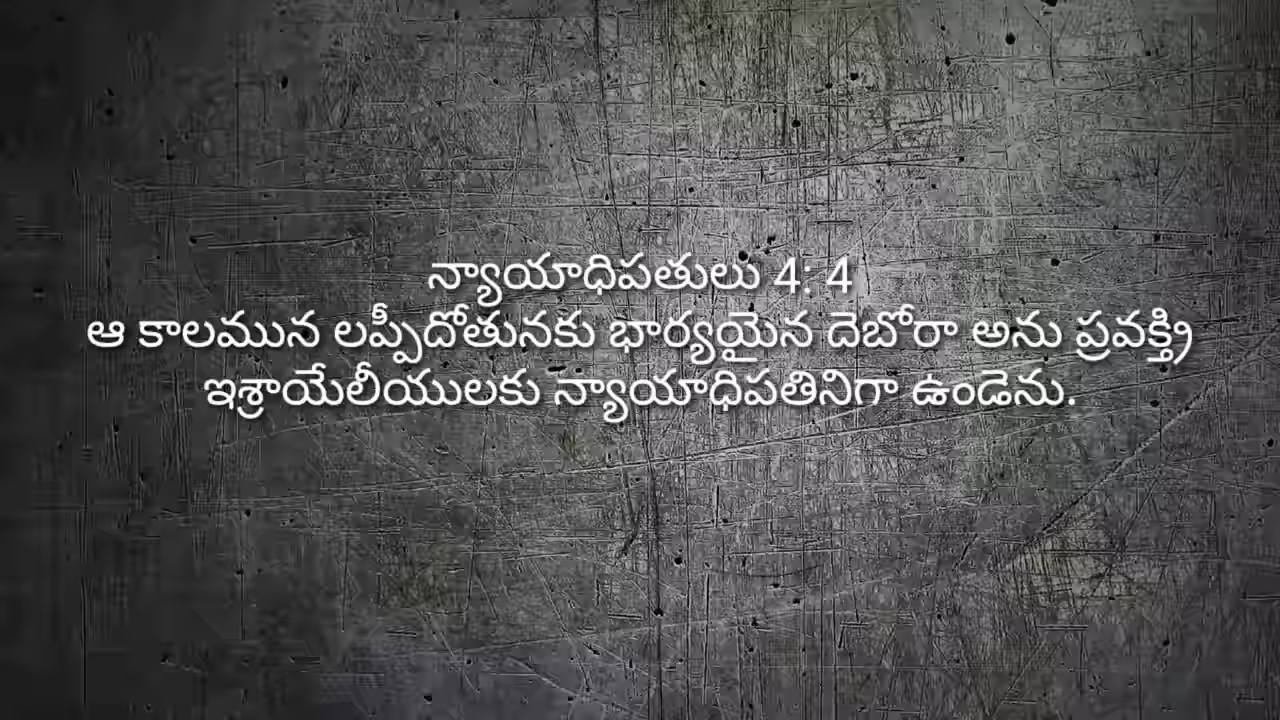 న్యాయాధిపతులు 4: 4
ఆ కాలమున లప్పీదోతునకు భార్యయైన దెబోరా అను ప్రవక్త్రి
ఇశ్రాయేలీయులకు న్యాయాధిపతినిగా ఉండెను.